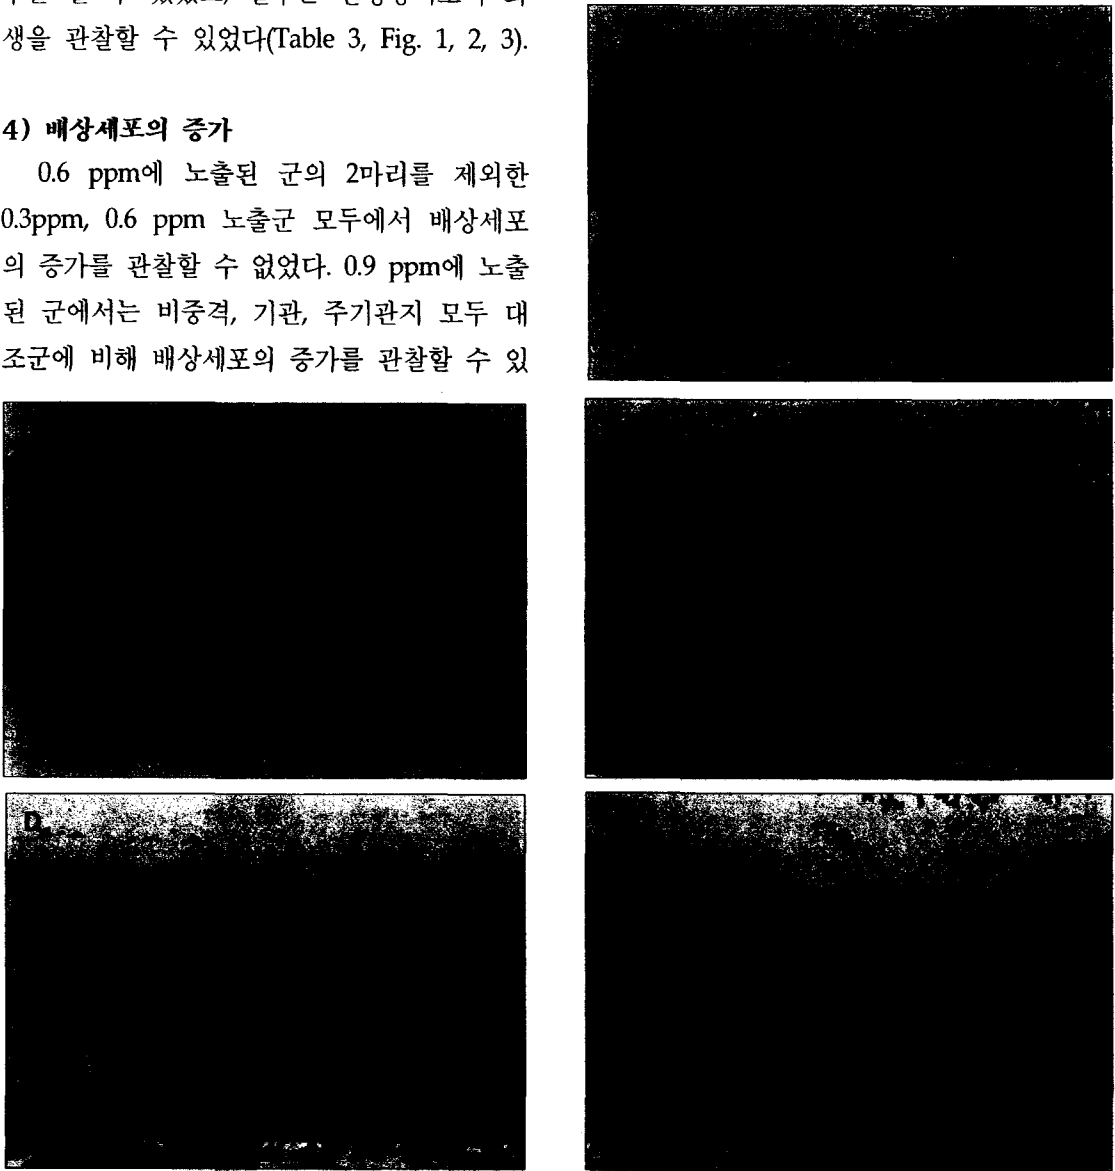 생을 관찰할 수 있었다(Table 3, Fig. 1, 2, 3).
4) 배상세포의 증가
0.6 ppm에 노출된 군의 2마리를 제외한
0.3ppm, 0.6 ppm 노출군 모두에서 배상세포
의 증가를 관찰할 수 없었다. 0.9 ppm에 노출
된 군에서는 비중격, 기관, 주기관지 모두 대
조군에 비해 배상세포의 증가를 관찰할 수 있
D